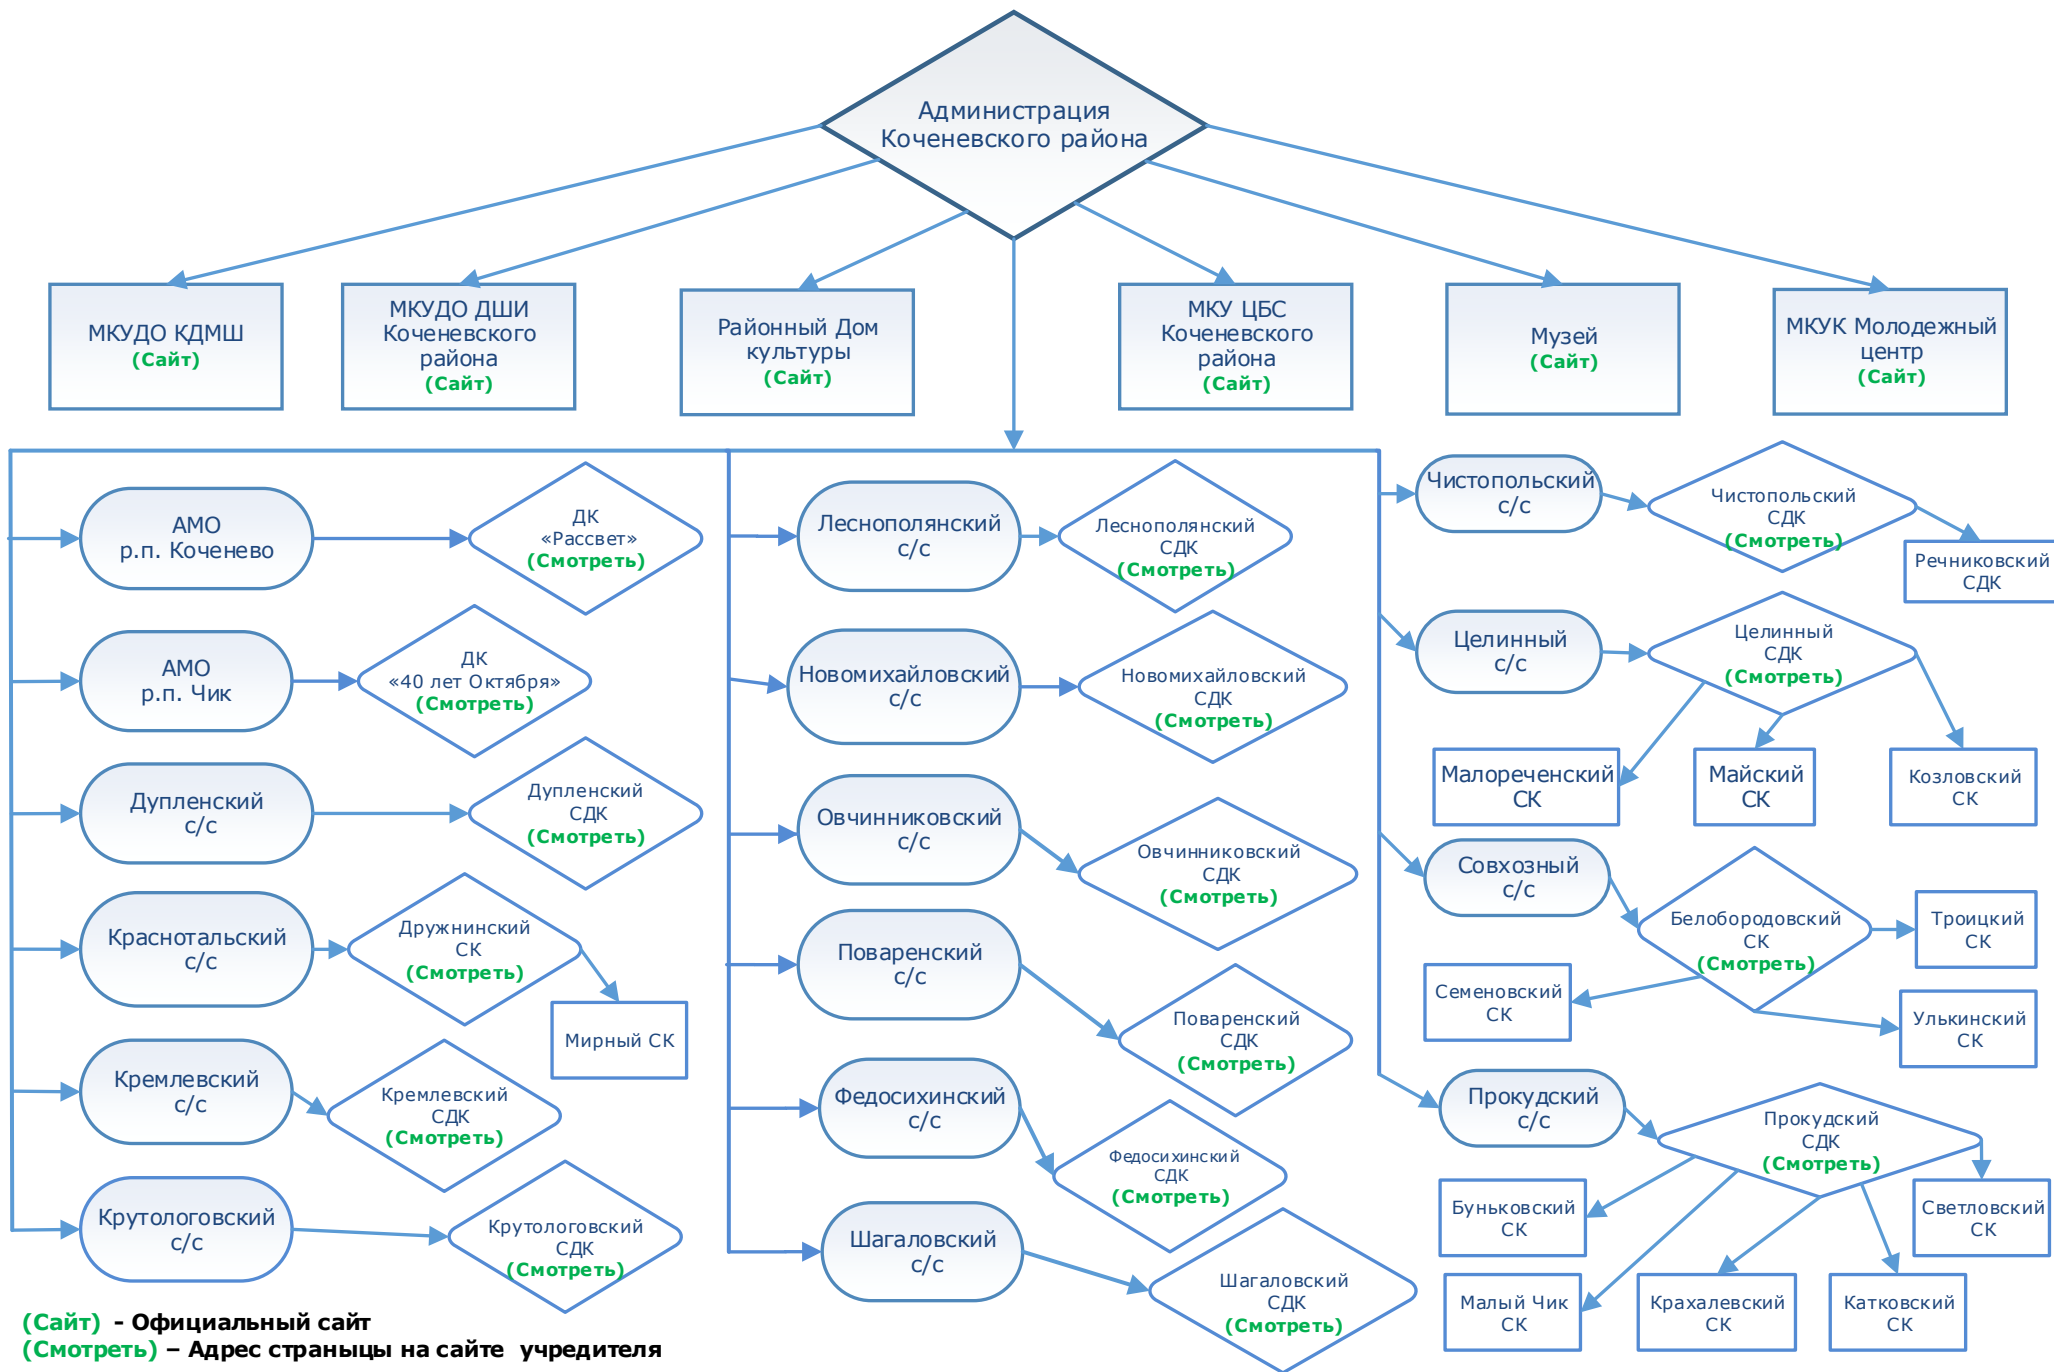 Администрация
Коченевского района
МКУДО КДМШ
(Сайт)
МКУДО ДШИ
Коченевского
района
(Сайт)
Районный Дом
культуры
(Сайт)
МКУ ЦБС
Коченевского
района
(Сайт)
Музей
(Сайт)
МКУК Молодежный
центр
(Сайт)
АМО
р.п. Коченево
ДК
«Рассвет»
(Смотреть)
АМО
р.п. Чик
ДК
«40 лет Октября»
(Смотреть)
Дупленский
с/с
Дупленский
СДК
(Смотреть)
Краснотальский
с/с
Дружнинский
СК
(Смотреть)
Мирный СК
Кремлевский
с/с
Кремлевский
СДК
(Смотреть)
Крутологовский
с/с
Крутологовский
СДК
(Смотреть)
Леснополянский
с/с
Леснополянский
СДК
(Смотреть)
Новомихайловский
с/с
Новомихайловский
СДК
(Смотреть)
Овчинниковский
с/с
Овчинниковский
СДК
(Смотреть)
Поваренский
с/с
Поваренский
СДК
(Смотреть)
Федосихинский
с/с
Федосихинский
СДК
(Смотреть)
Шагаловский
с/с
Шагаловский
СДК
(Смотреть)
Чистопольский
с/с
Чистопольский
СДК
(Смотреть)
Речниковский
СДК
Целинный
с/с
Целинный
СДК
(Смотреть)
Малореченский
СК
Майский
СК
Козловский
СК
Совхозный
с/с
Белобородовский
СК
(Смотреть)
Троицкий
СК
Семеновский
СК
Улькинский
СК
Прокудский
с/с
Прокудский
СДК
(Смотреть)
Буньковский
СК
Светловский
СК
Малый Чик
СК
Крахалевский
СК
Катковский
СК
(Сайт) - Официальный сайт
(Смотреть) – Адрес страныцы на сайте учредителя